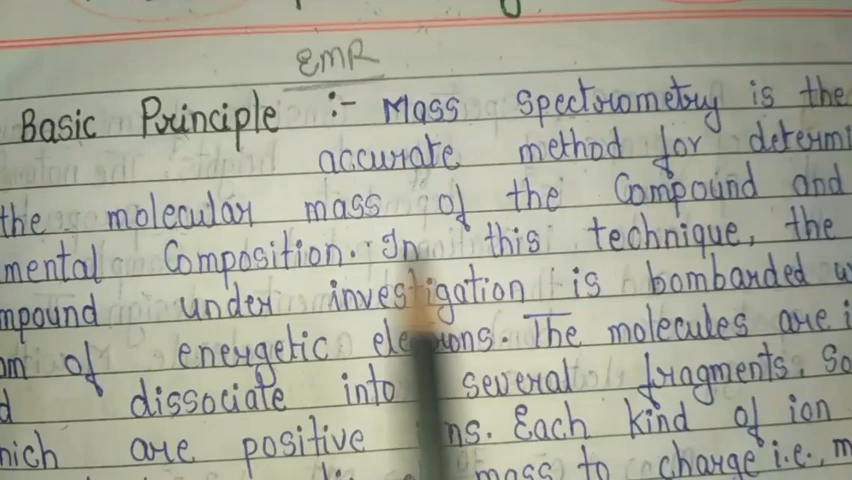 EMR
Basic Principle :- Mass Spectrometry is the
accurate method for determi
the molecular mass of the Compound and
mental Composition. In this technique, the
mpound under investigation is bombarded
of energetic ele ons. The molecules are i
d dissociate into several fragments. So
hich are positive ns. Each kind of ion
mass to charge i.e., m